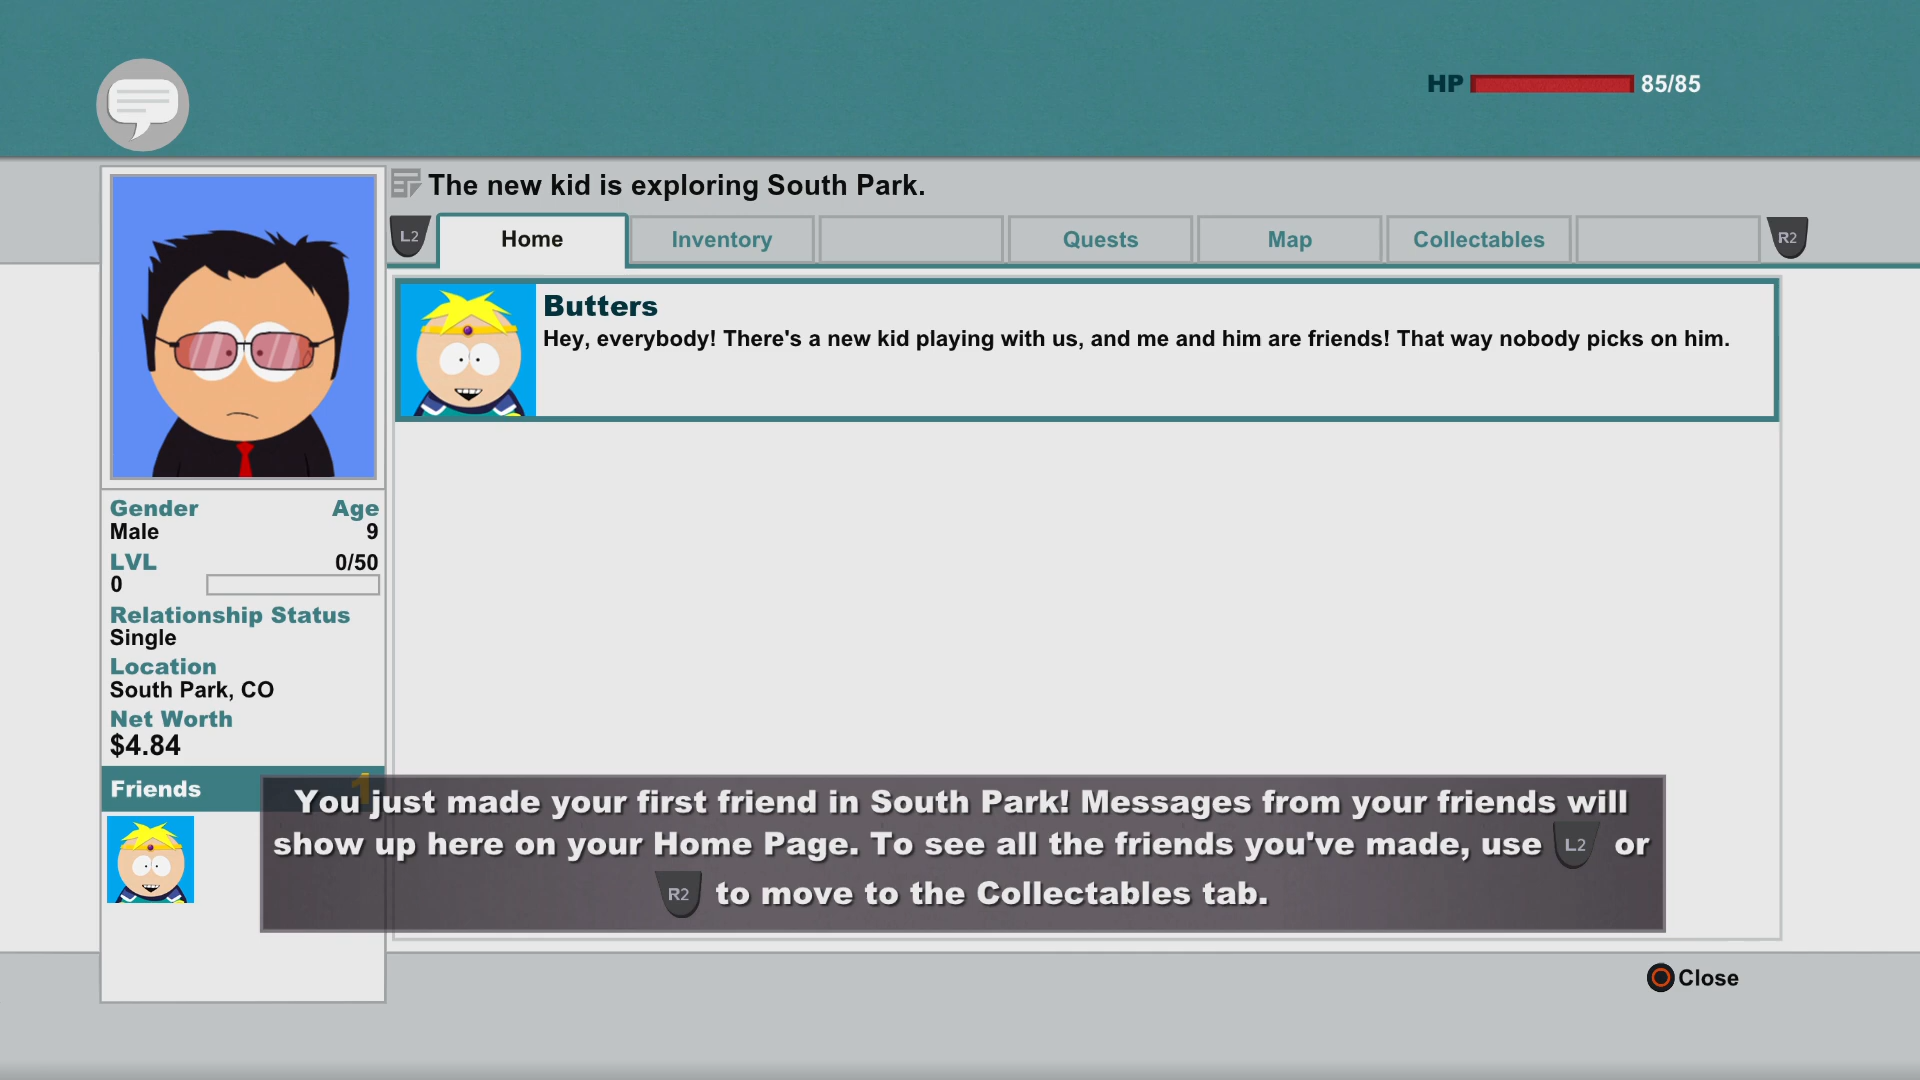 HP 85/85
The new kid is exploring South Park.
L2 Home Inventory Quests Map Collectables R2
Butters
Hey, everybody! There's a new kid playing with us, and me and him are friends! That way nobody picks on him.
Gender Age
Male 9
LVL 0/50
0
Relationship Status
Single
Location
South Park, CO
Net Worth
$4.84
Friends 1
You just made your first friend in South Park! Messages from your friends will
show up here on your Home Page. To see all the friends you've made, use L2 or
R2 to move to the Collectables tab.
Close